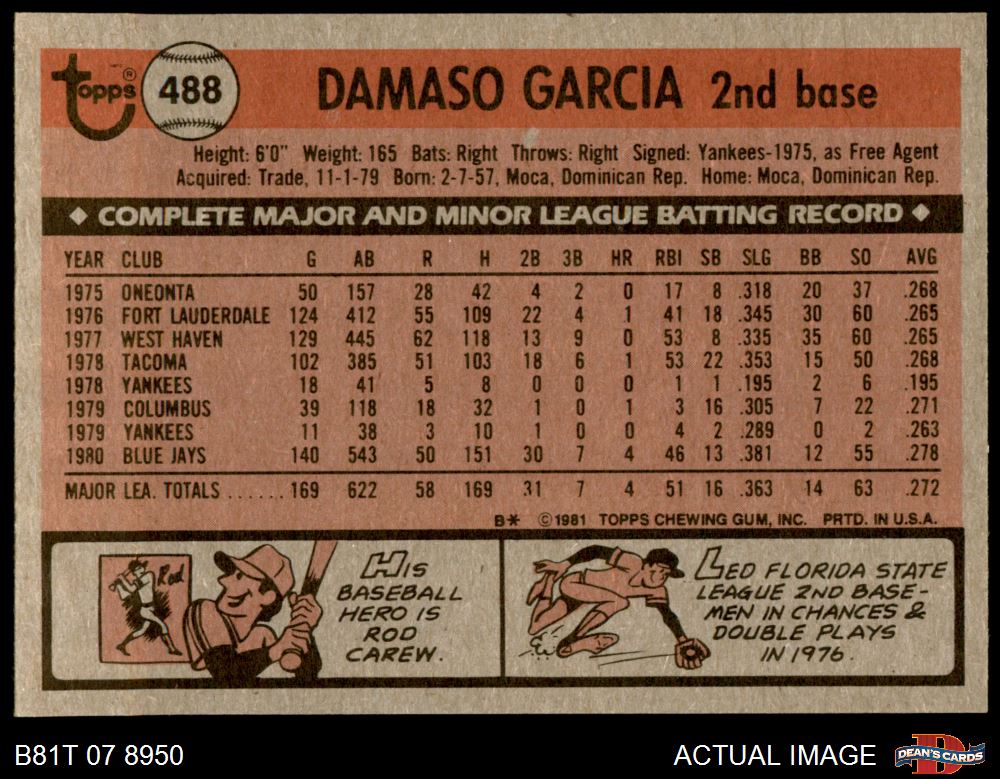 topps® 488 DAMASO GARCIA 2nd base
Height: 6'0" Weight: 165 Bats: Right Throws: Right Signed: Yankees-1975, as Free Agent
Acquired: Trade, 11-1-79 Born: 2-7-57, Moca, Dominican Rep. Home: Moca, Dominican Rep.
◆ COMPLETE MAJOR AND MINOR LEAGUE BATTING RECORD ◆
YEAR CLUB G AB R H 2B 3B HR RBI SB SLG BB SO AVG
1975 ONEONTA 50 157 28 42 4 2 0 17 8 .318 20 37 .268
1976 FORT LAUDERDALE 124 412 55 109 22 4 1 41 18 .345 30 60 .265
1977 WEST HAVEN 129 445 62 118 13 9 0 53 8 .335 35 60 .265
1978 TACOMA 102 385 51 103 18 6 1 53 22 .353 15 50 .268
1978 YANKEES 18 41 5 8 0 0 0 1 1 .195 2 6 .195
1979 COLUMBUS 39 118 18 32 1 0 1 3 16 .305 7 22 .271
1979 YANKEES 11 38 3 10 1 0 0 4 2 .289 0 2 .263
1980 BLUE JAYS 140 543 50 151 30 7 4 46 13 .381 12 55 .278
MAJOR LEA. TOTALS ...... 169 622 58 169 31 7 4 51 16 .363 14 63 .272
B* ©1981 TOPPS CHEWING GUM, INC. PRTD. IN U.S.A.
Rod
HIS
BASEBALL
HERO IS
ROD
CAREW.
LED FLORIDA STATE
LEAGUE 2ND BASE-
MEN IN CHANCES &
DOUBLE PLAYS
IN 1976.
B81T 07 8950 ACTUAL IMAGE DEAN'S CARDS